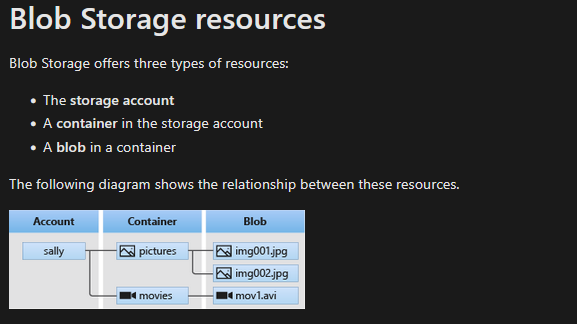 Blob Storage resources
Blob Storage offers three types of resources:
• The storage account
• A container in the storage account
• A blob in a container
The following diagram shows the relationship between these resources.
Account Container Blob
sally pictures img001.jpg
img002.jpg
movies mov1.avi